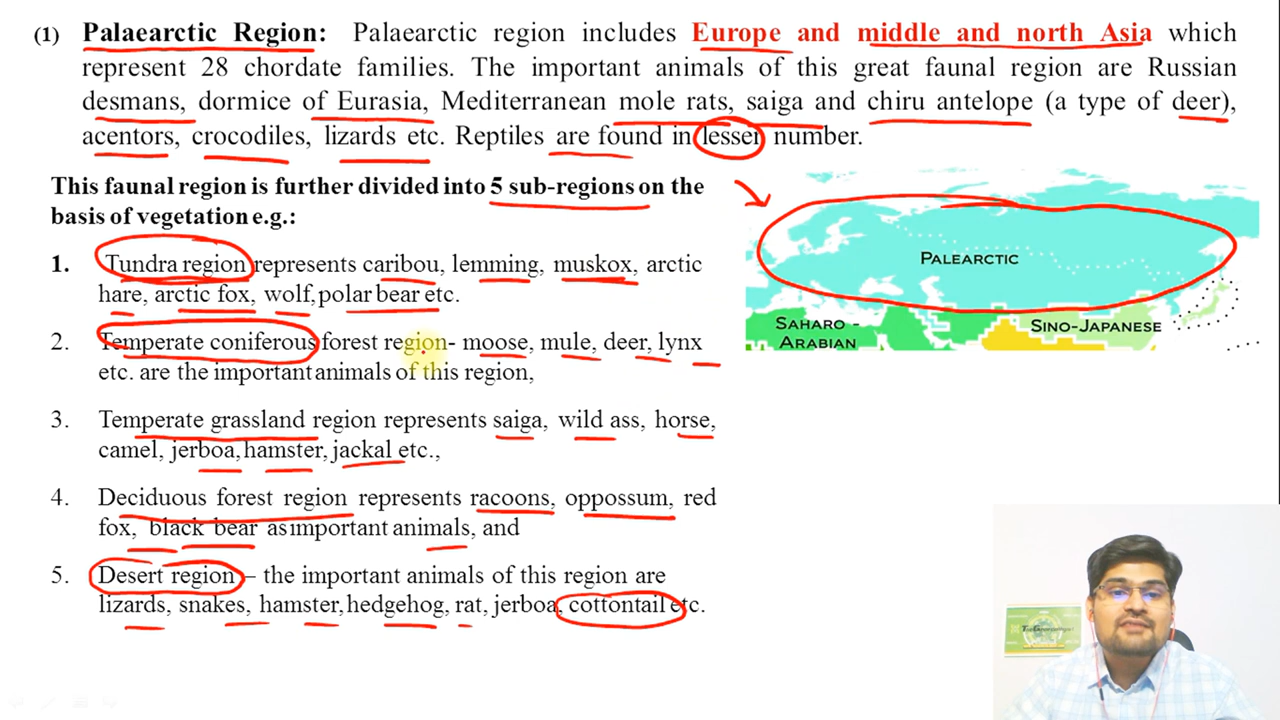 (1) Palaearctic Region: Palaearctic region includes Europe and middle and north Asia which
represent 28 chordate families. The important animals of this great faunal region are Russian
desmans, dormice of Eurasia, Mediterranean mole rats, saiga and chiru antelope (a type of deer),
acentors, crocodiles, lizards etc. Reptiles are found in lesser number.
This faunal region is further divided into 5 sub-regions on the
basis of vegetation e.g.:
1. Tundra region represents caribou, lemming, muskox, arctic
hare, arctic fox, wolf, polar bear etc.
2. Temperate coniferous forest region- moose, mule, deer, lynx
etc. are the important animals of this region,
3. Temperate grassland region represents saiga, wild ass, horse,
camel, jerboa, hamster, jackal etc.,
4. Deciduous forest region represents racoons, oppossum, red
fox, black bear as important animals, and
5. Desert region – the important animals of this region are
lizards, snakes, hamster, hedgehog, rat, jerboa, cottontail etc.
PALEARCTIC
SAHARO -
ARABIAN
SINO-JAPANESE